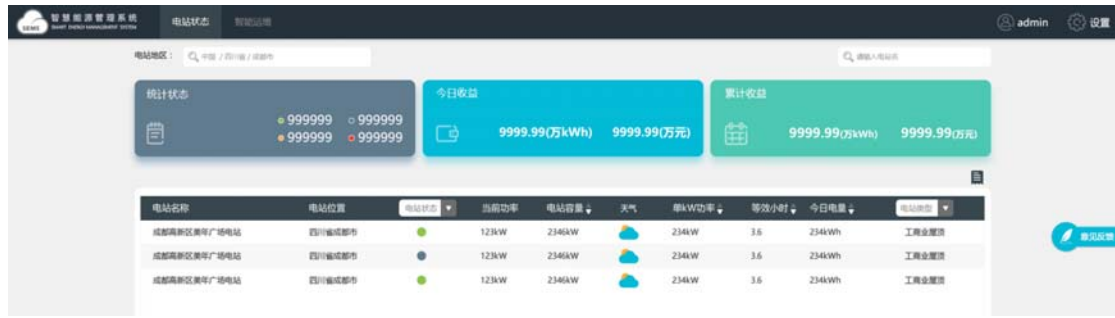 智慧能源管理系统
SMART ENERGY MANAGEMENT SYSTEM
SEMS
电站状态 智能运维 admin 设置
电站地区： 中国 / 四川省 / 成都市 请输入电站名
统计状态 今日收益 累计收益
999999 999999
999999 999999
9999.99(万kWh) 9999.99(万元) 9999.99(万kWh) 9999.99(万元)
电站名称 电站位置 电站状态 当前功率 电站容量 天气 单kW功率 等效小时 今日电量 电站类型
成都高新区美年广场电站 四川省成都市 123kW 2346kW 234kW 3.6 234kWh 工商业屋顶
成都高新区美年广场电站 四川省成都市 123kW 2346kW 234kW 3.6 234kWh 工商业屋顶
成都高新区美年广场电站 四川省成都市 123kW 2346kW 234kW 3.6 234kWh 工商业屋顶
意见反馈